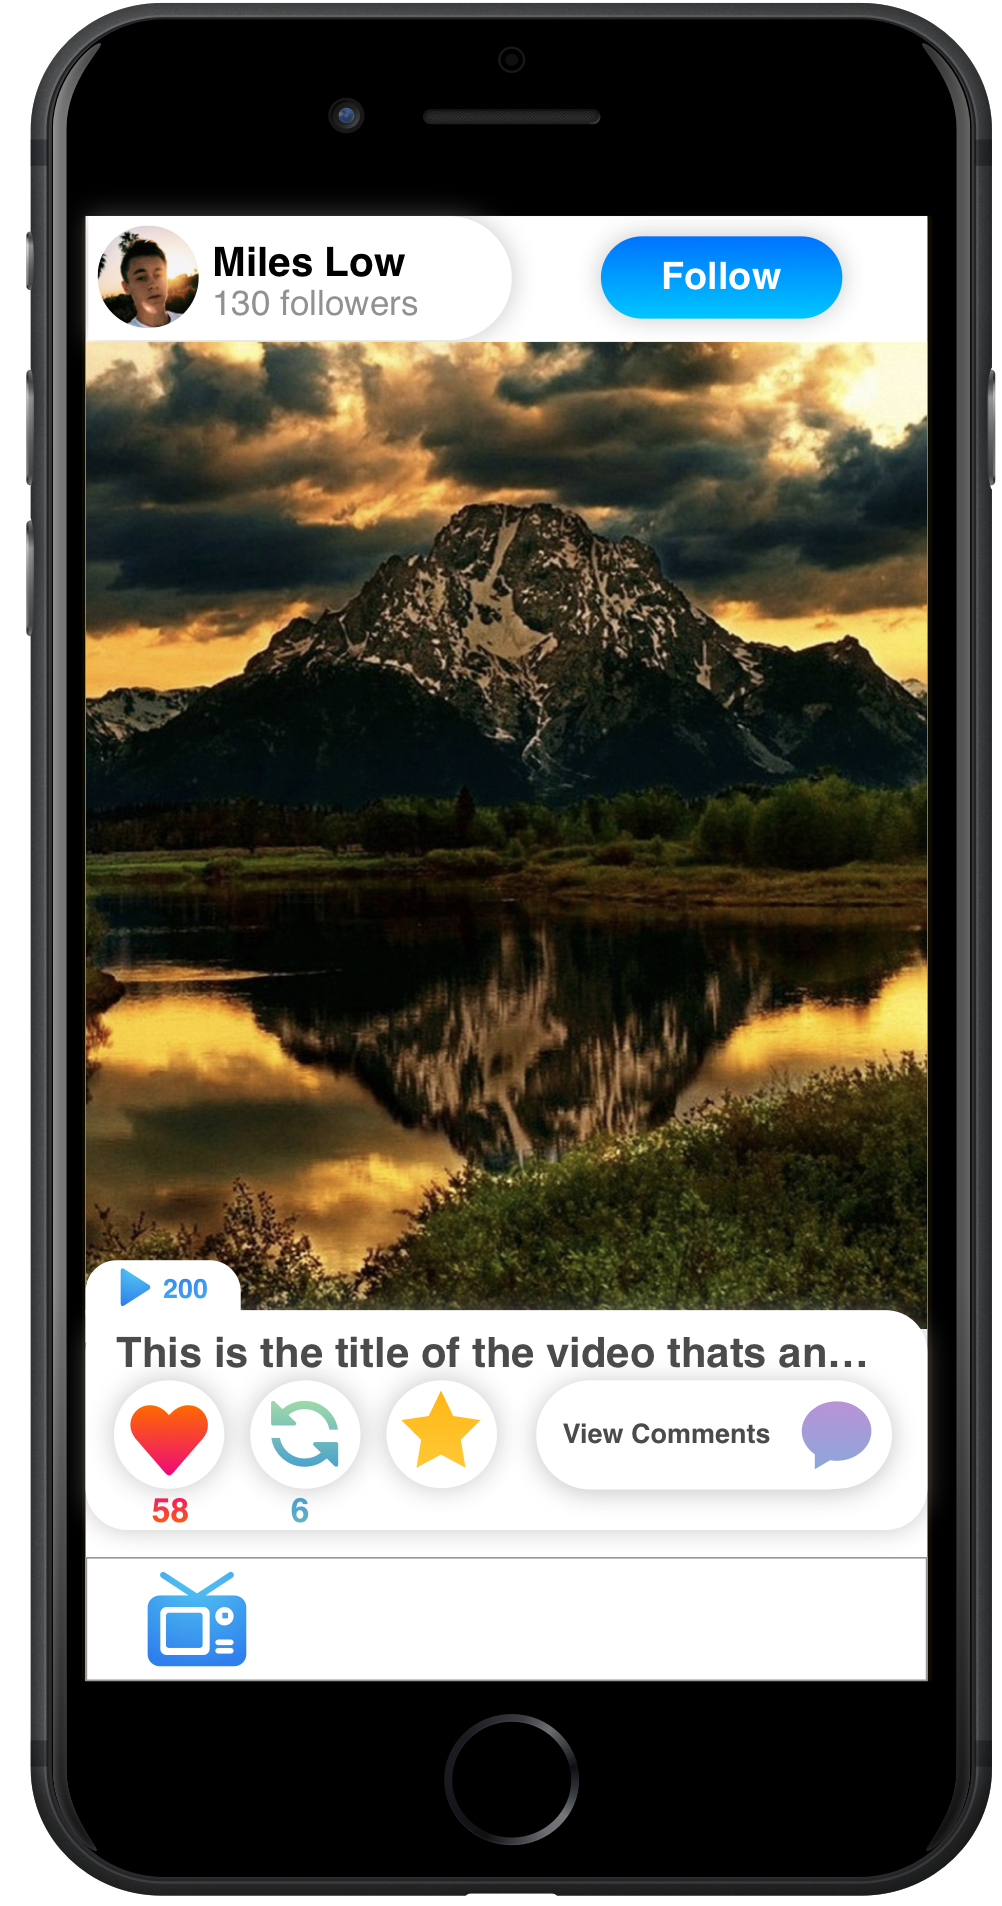 Miles Low
130 followers
Follow
200
This is the title of the video thats an...
View Comments
58
6